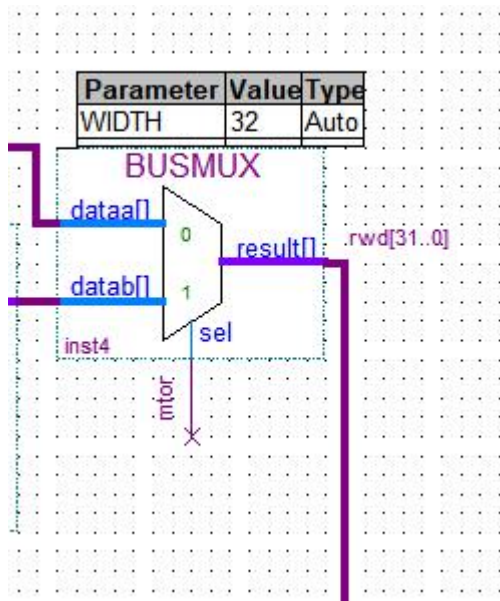 Parameter Value Type
WIDTH 32 Auto
BUSMUX
dataa[]
0
result[]
rwd[31..0]
datab[]
1
sel
inst4
mtor